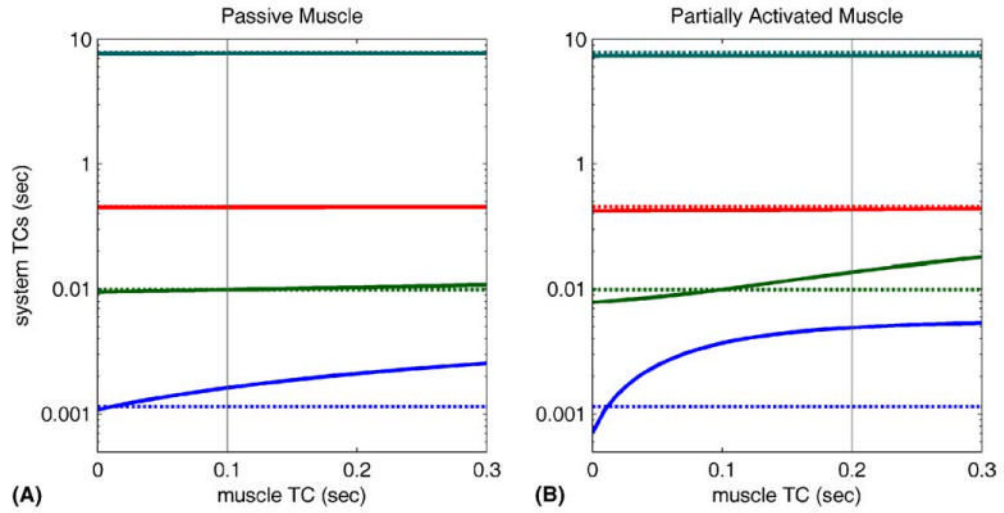 Passive Muscle
Partially Activated Muscle
system TCs (sec)
10
1
0.01
0.001
0
0.1
0.2
0.3
muscle TC (sec)
(A)
10
1
0.01
0.001
0
0.1
0.2
0.3
muscle TC (sec)
(B)